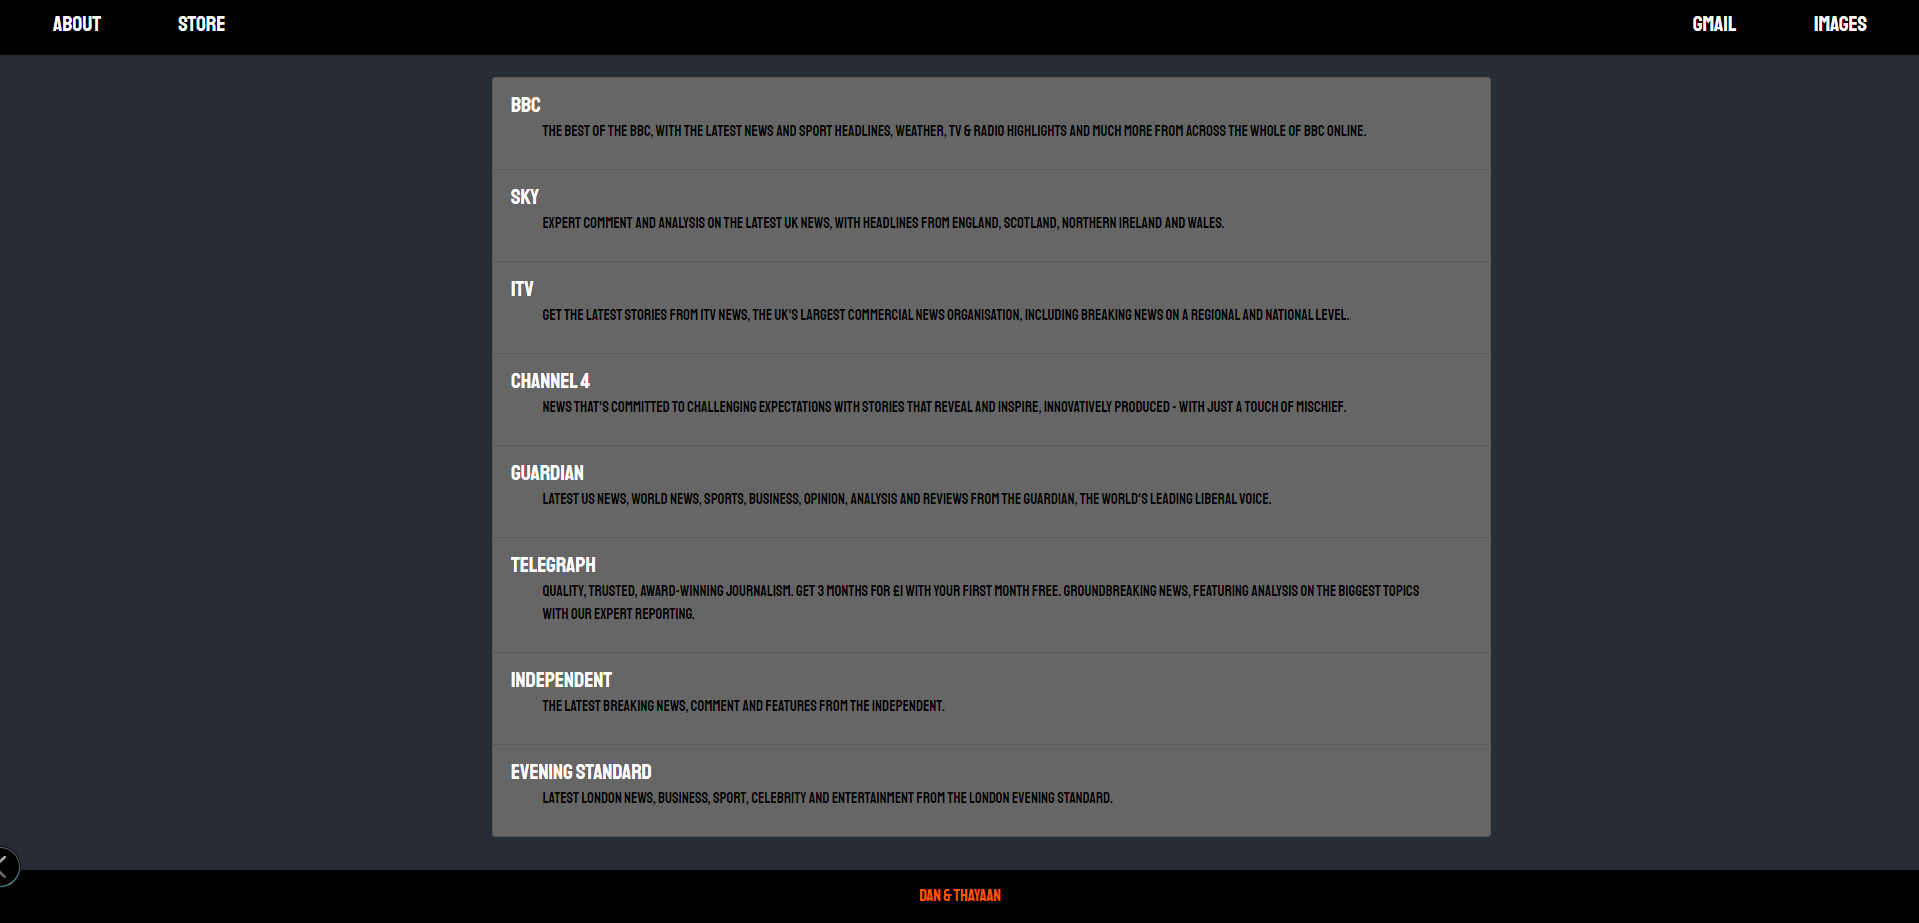 ABOUT
STORE
GMAIL
IMAGES
BBC
THE BEST OF THE BBC, WITH THE LATEST NEWS AND SPORT HEADLINES, WEATHER, TV & RADIO HIGHLIGHTS AND MUCH MORE FROM ACROSS THE WHOLE OF BBC ONLINE.
SKY
EXPERT COMMENT AND ANALYSIS ON THE LATEST UK NEWS, WITH HEADLINES FROM ENGLAND, SCOTLAND, NORTHERN IRELAND AND WALES.
ITV
GET THE LATEST STORIES FROM ITV NEWS, THE UK'S LARGEST COMMERCIAL NEWS ORGANISATION, INCLUDING BREAKING NEWS ON A REGIONAL AND NATIONAL LEVEL.
CHANNEL 4
NEWS THAT'S COMMITTED TO CHALLENGING EXPECTATIONS WITH STORIES THAT REVEAL AND INSPIRE, INNOVATIVELY PRODUCED - WITH JUST A TOUCH OF MISCHIEF.
GUARDIAN
LATEST US NEWS, WORLD NEWS, SPORTS, BUSINESS, OPINION, ANALYSIS AND REVIEWS FROM THE GUARDIAN, THE WORLD'S LEADING LIBERAL VOICE.
TELEGRAPH
QUALITY, TRUSTED, AWARD-WINNING JOURNALISM. GET 3 MONTHS FOR £1 WITH YOUR FIRST MONTH FREE. GROUNDBREAKING NEWS, FEATURING ANALYSIS ON THE BIGGEST TOPICS
WITH OUR EXPERT REPORTING.
INDEPENDENT
THE LATEST BREAKING NEWS, COMMENT AND FEATURES FROM THE INDEPENDENT.
EVENING STANDARD
LATEST LONDON NEWS, BUSINESS, SPORT, CELEBRITY AND ENTERTAINMENT FROM THE LONDON EVENING STANDARD.
DAN & THAYAAN